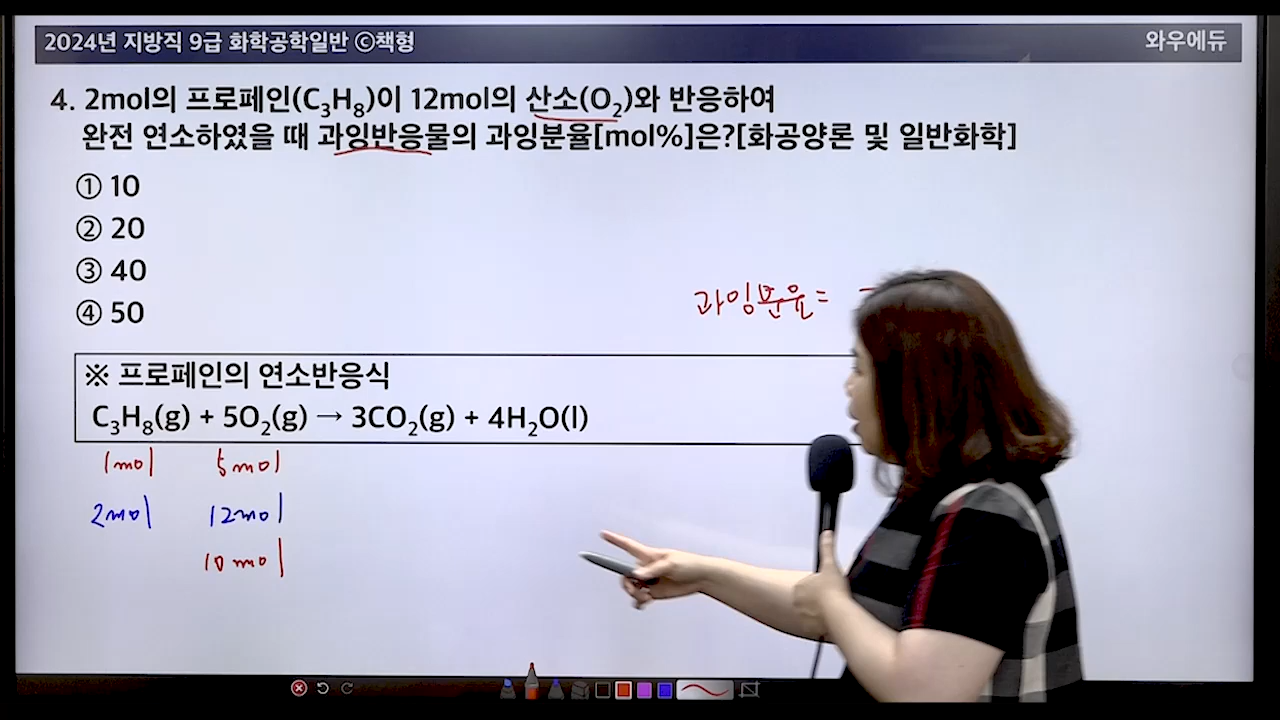 2024년 지방직 9급 화학공학일반 ⓒ책형
와우에듀
4. 2mol의 프로페인(C₃H₈)이 12mol의 산소(O₂)와 반응하여
완전 연소하였을 때 과잉반응물의 과잉분율[mol%]은?[화공양론 및 일반화학]
① 10
② 20
③ 40
④ 50
과잉분율 =
※ 프로페인의 연소반응식
C₃H₈(g) + 5O₂(g) → 3CO₂(g) + 4H₂O(l)
1mol 5mol
2mol 12mol
10mol